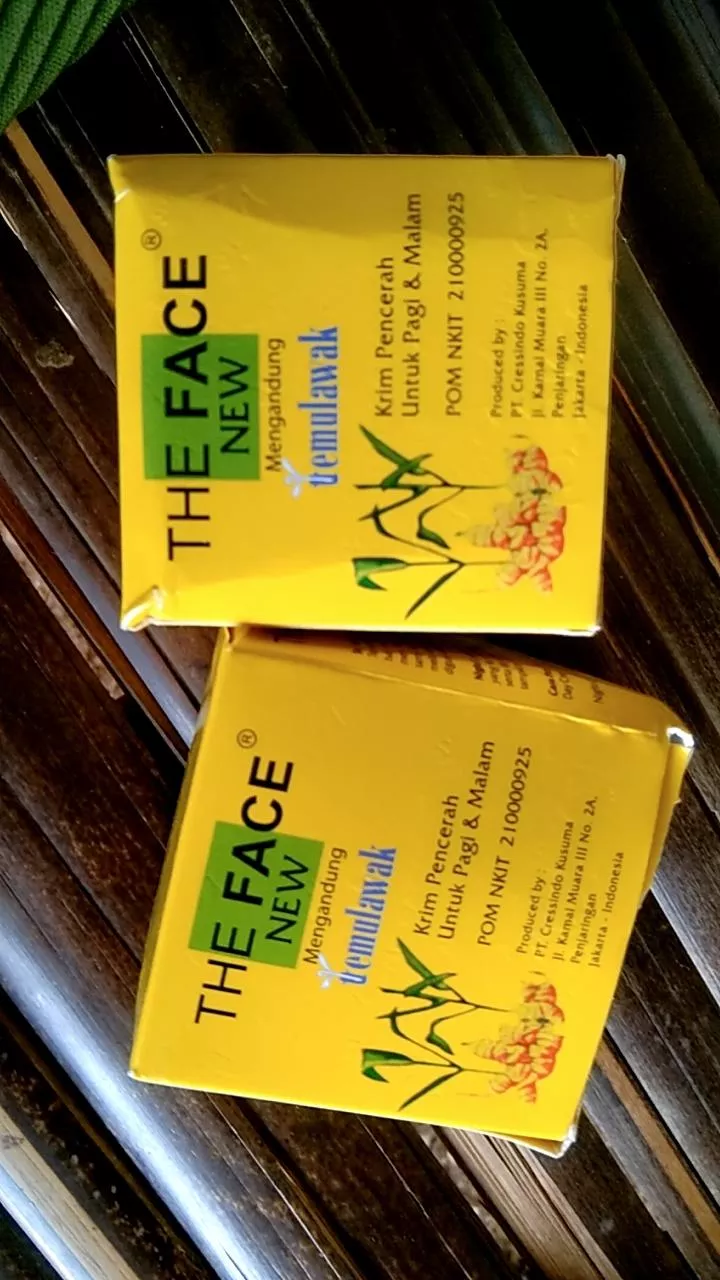 THE FACE ®
NEW
Mengandung
temulawak
Krim Pencerah
Untuk Pagi & Malam
POM NKIT 210000925
Produced by :
PT. Cressindo Kusuma
Jl. Kamal Muara III No. 2A,
Penjaringan
Jakarta - Indonesia
THE FACE ®
NEW
Mengandung
temulawak
Krim Pencerah
Untuk Pagi & Malam
POM NKIT 210000925
Produced by :
PT. Cressindo Kusuma
Jl. Kamal Muara III No. 2A,
Penjaringan
Jakarta - Indonesia